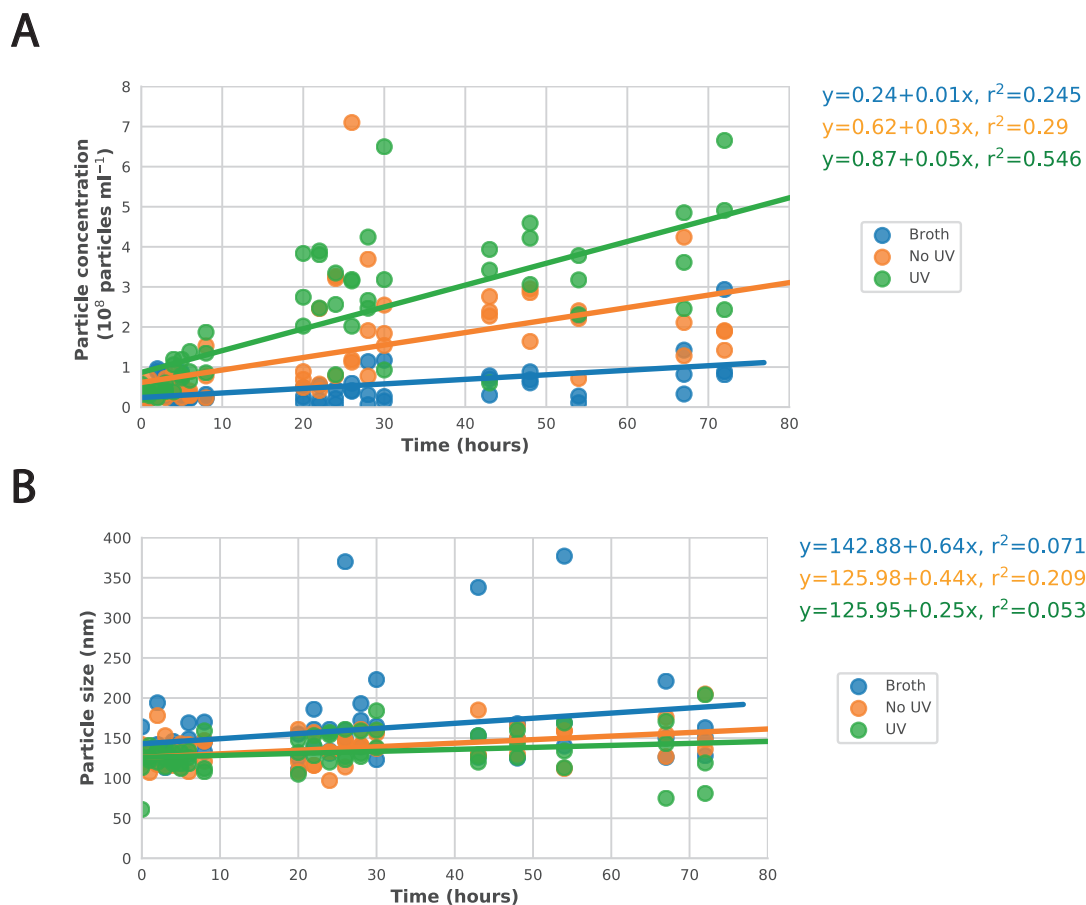 A
8
7
6
5
4
3
2
1
0
Particle concentration
(10⁸ particles ml⁻¹)
0 10 20 30 40 50 60 70 80
Time (hours)
y=0.24+0.01x, r²=0.245
y=0.62+0.03x, r²=0.29
y=0.87+0.05x, r²=0.546
Broth
No UV
UV
B
400
350
300
250
200
150
100
50
0
Particle size (nm)
0 10 20 30 40 50 60 70 80
Time (hours)
y=142.88+0.64x, r²=0.071
y=125.98+0.44x, r²=0.209
y=125.95+0.25x, r²=0.053
Broth
No UV
UV